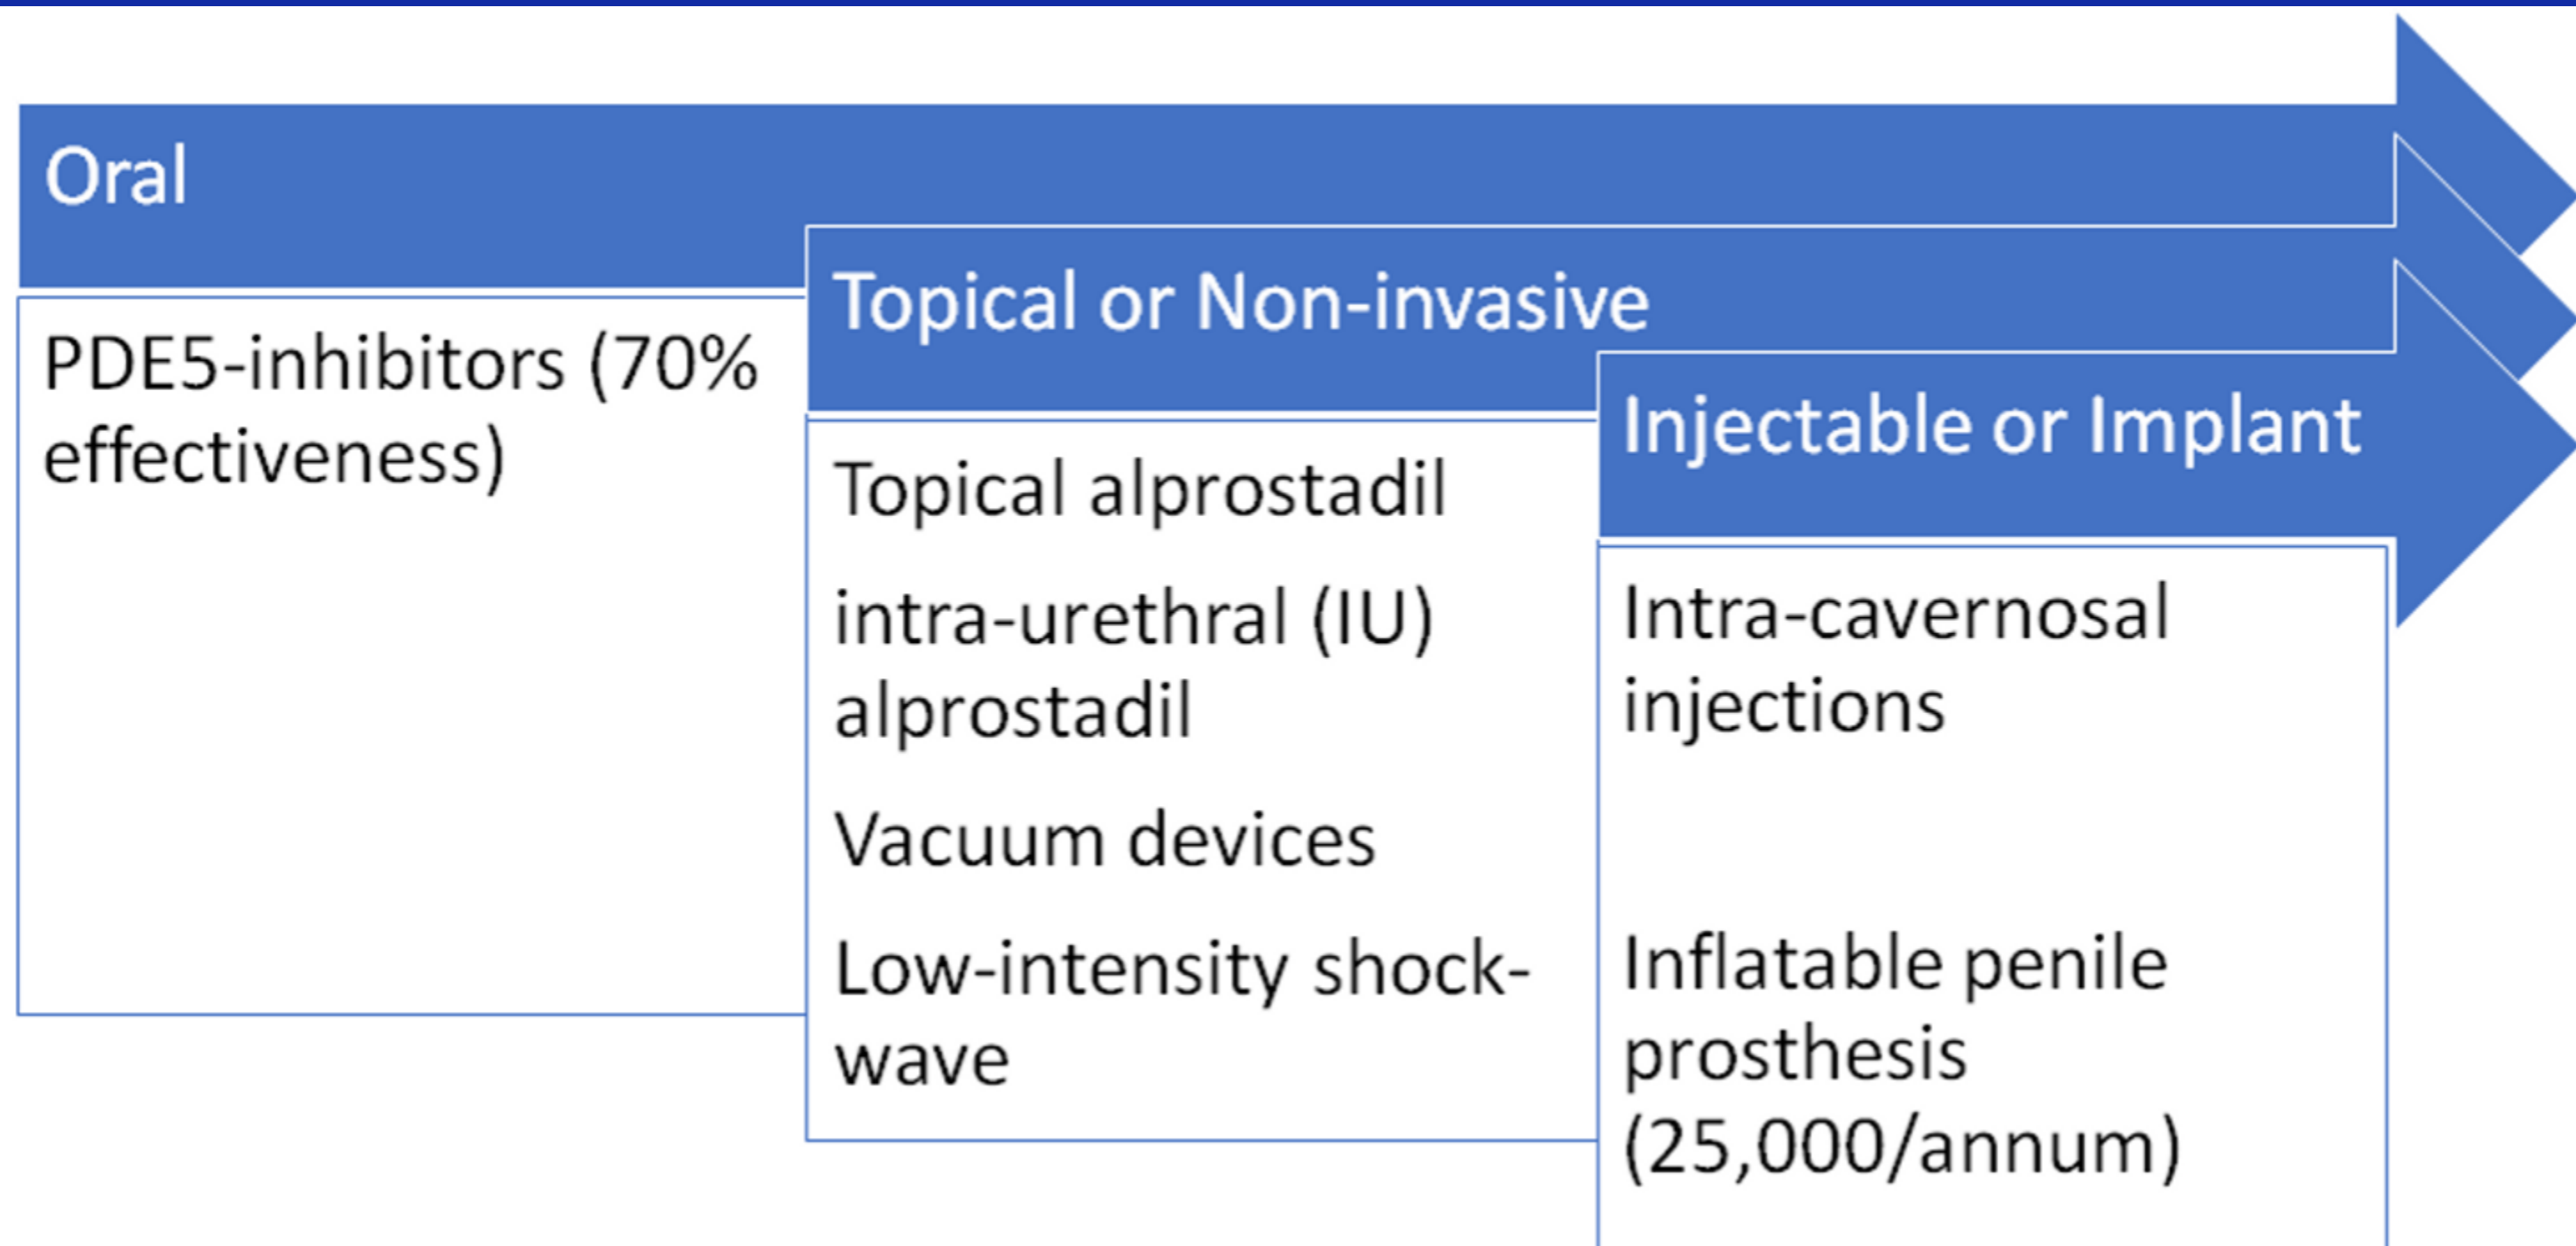 Oral
PDE5-inhibitors (70%
effectiveness)
Topical or Non-invasive
Topical alprostadil
intra-urethral (IU)
alprostadil
Vacuum devices
Low-intensity shock-
wave
Injectable or Implant
Intra-cavernosal
injections
Inflatable penile
prosthesis
(25,000/annum)